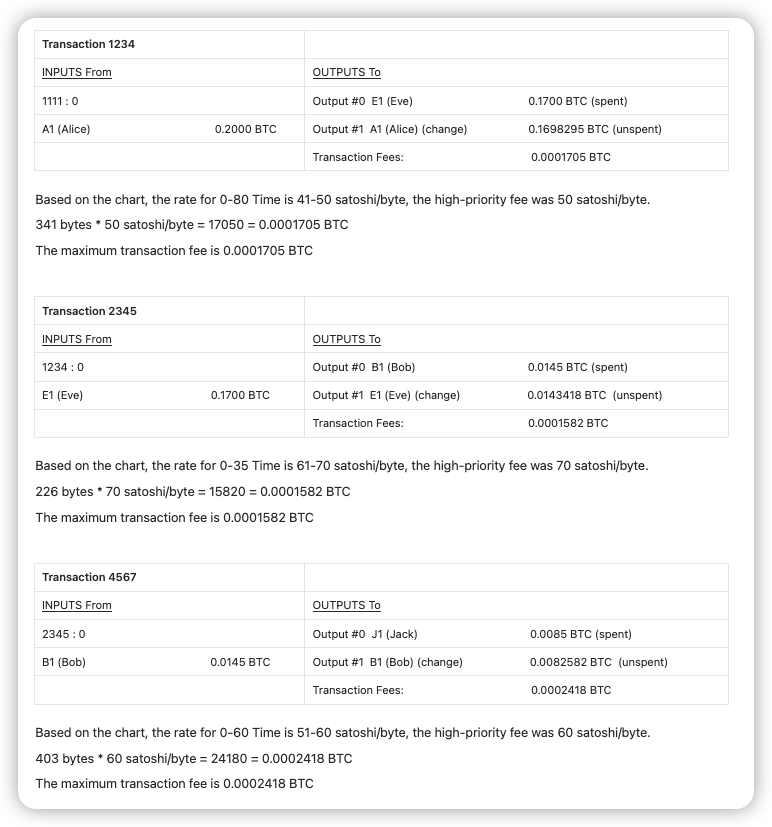 Transaction 1234
INPUTS From OUTPUTS To
1111 : 0 Output #0 E1 (Eve) 0.1700 BTC (spent)
A1 (Alice) 0.2000 BTC Output #1 A1 (Alice) (change) 0.1698295 BTC (unspent)
Transaction Fees: 0.0001705 BTC
Based on the chart, the rate for 0-80 Time is 41-50 satoshi/byte, the high-priority fee was 50 satoshi/byte.
341 bytes * 50 satoshi/byte = 17050 = 0.0001705 BTC
The maximum transaction fee is 0.0001705 BTC
Transaction 2345
INPUTS From OUTPUTS To
1234 : 0 Output #0 B1 (Bob) 0.0145 BTC (spent)
E1 (Eve) 0.1700 BTC Output #1 E1 (Eve) (change) 0.0143418 BTC (unspent)
Transaction Fees: 0.0001582 BTC
Based on the chart, the rate for 0-35 Time is 61-70 satoshi/byte, the high-priority fee was 70 satoshi/byte.
226 bytes * 70 satoshi/byte = 15820 = 0.0001582 BTC
The maximum transaction fee is 0.0001582 BTC
Transaction 4567
INPUTS From OUTPUTS To
2345 : 0 Output #0 J1 (Jack) 0.0085 BTC (spent)
B1 (Bob) 0.0145 BTC Output #1 B1 (Bob) (change) 0.0082582 BTC (unspent)
Transaction Fees: 0.0002418 BTC
Based on the chart, the rate for 0-60 Time is 51-60 satoshi/byte, the high-priority fee was 60 satoshi/byte.
403 bytes * 60 satoshi/byte = 24180 = 0.0002418 BTC
The maximum transaction fee is 0.0002418 BTC